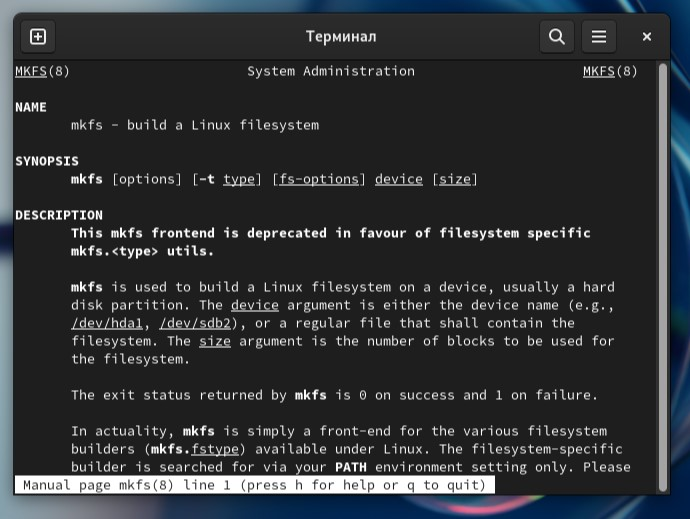 Терминал
MKFS(8) System Administration MKFS(8)
NAME
mkfs - build a Linux filesystem
SYNOPSIS
mkfs [options] [-t type] [fs-options] device [size]
DESCRIPTION
This mkfs frontend is deprecated in favour of filesystem specific
mkfs.<type> utils.
mkfs is used to build a Linux filesystem on a device, usually a hard
disk partition. The device argument is either the device name (e.g.,
/dev/hda1, /dev/sdb2), or a regular file that shall contain the
filesystem. The size argument is the number of blocks to be used for
the filesystem.
The exit status returned by mkfs is 0 on success and 1 on failure.
In actuality, mkfs is simply a front-end for the various filesystem
builders (mkfs.fstype) available under Linux. The filesystem-specific
builder is searched for via your PATH environment setting only. Please
Manual page mkfs(8) line 1 (press h for help or q to quit)